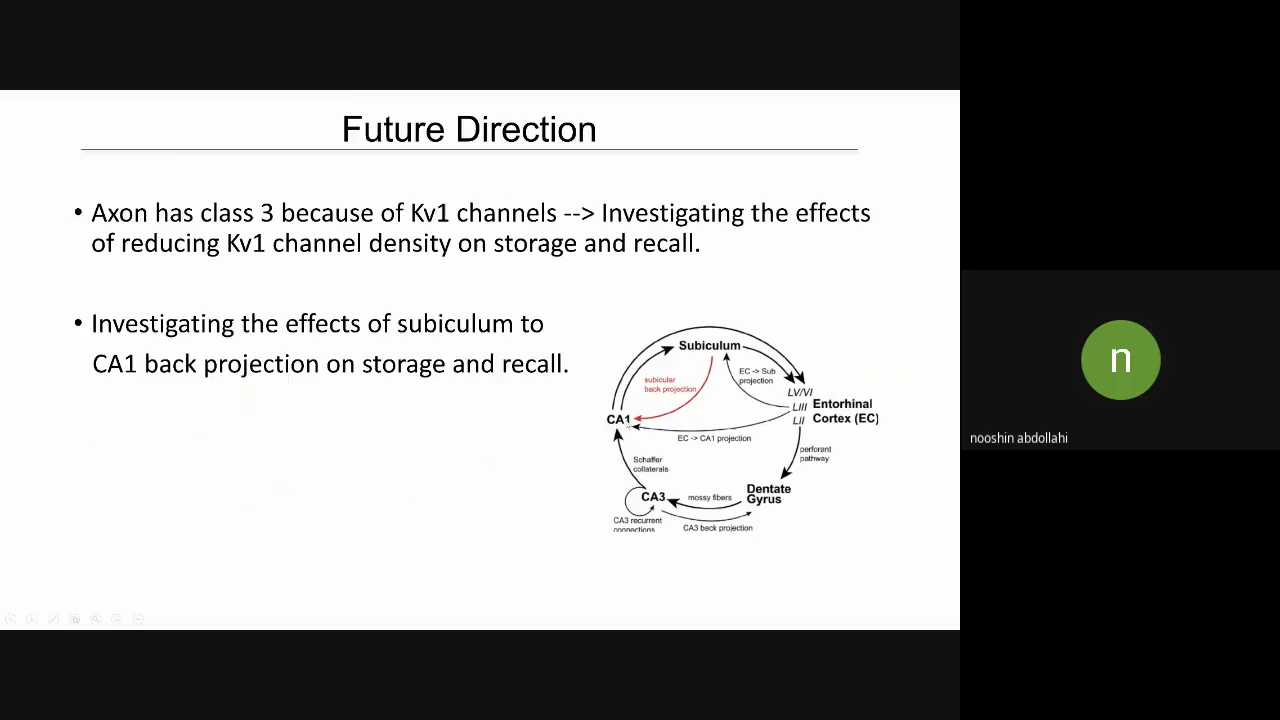 Future Direction
• Axon has class 3 because of Kv1 channels --> Investigating the effects
of reducing Kv1 channel density on storage and recall.
• Investigating the effects of subiculum to
CA1 back projection on storage and recall.
Subiculum
subicular
back projection
EC -> Sub
projection
LV/VI
LIII
LII
Entorhinal
Cortex (EC)
CA1
EC -> CA1 projection
perforant
pathway
Schaffer
collaterals
Dentate
Gyrus
CA3
mossy fibers
CA3 recurrent
connections
CA3 back projection
n
nooshin abdollahi